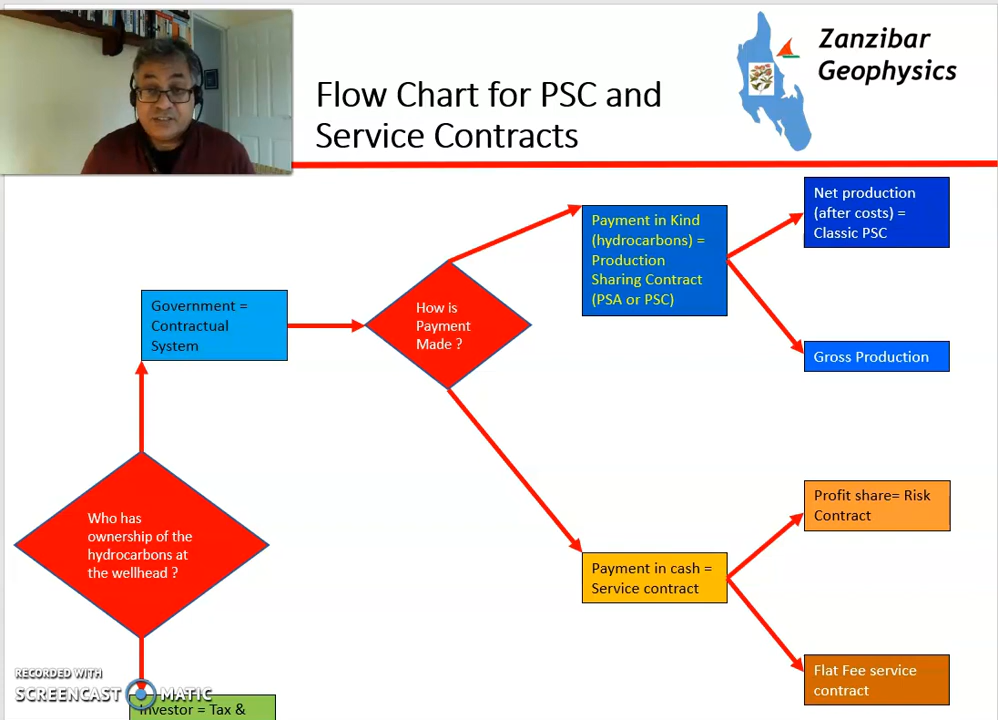 Zanzibar
Geophysics
Flow Chart for PSC and
Service Contracts
Net production
(after costs) =
Classic PSC
Payment in Kind
(hydrocarbons) =
Production
Sharing Contract
(PSA or PSC)
Government =
Contractual
System
How is
Payment
Made ?
Gross Production
Profit share= Risk
Contract
Who has
ownership of the
hydrocarbons at
the wellhead ?
Payment in cash =
Service contract
Flat Fee service
contract
RECORDED WITH
SCREENCAST MATIC
Investor = Tax &